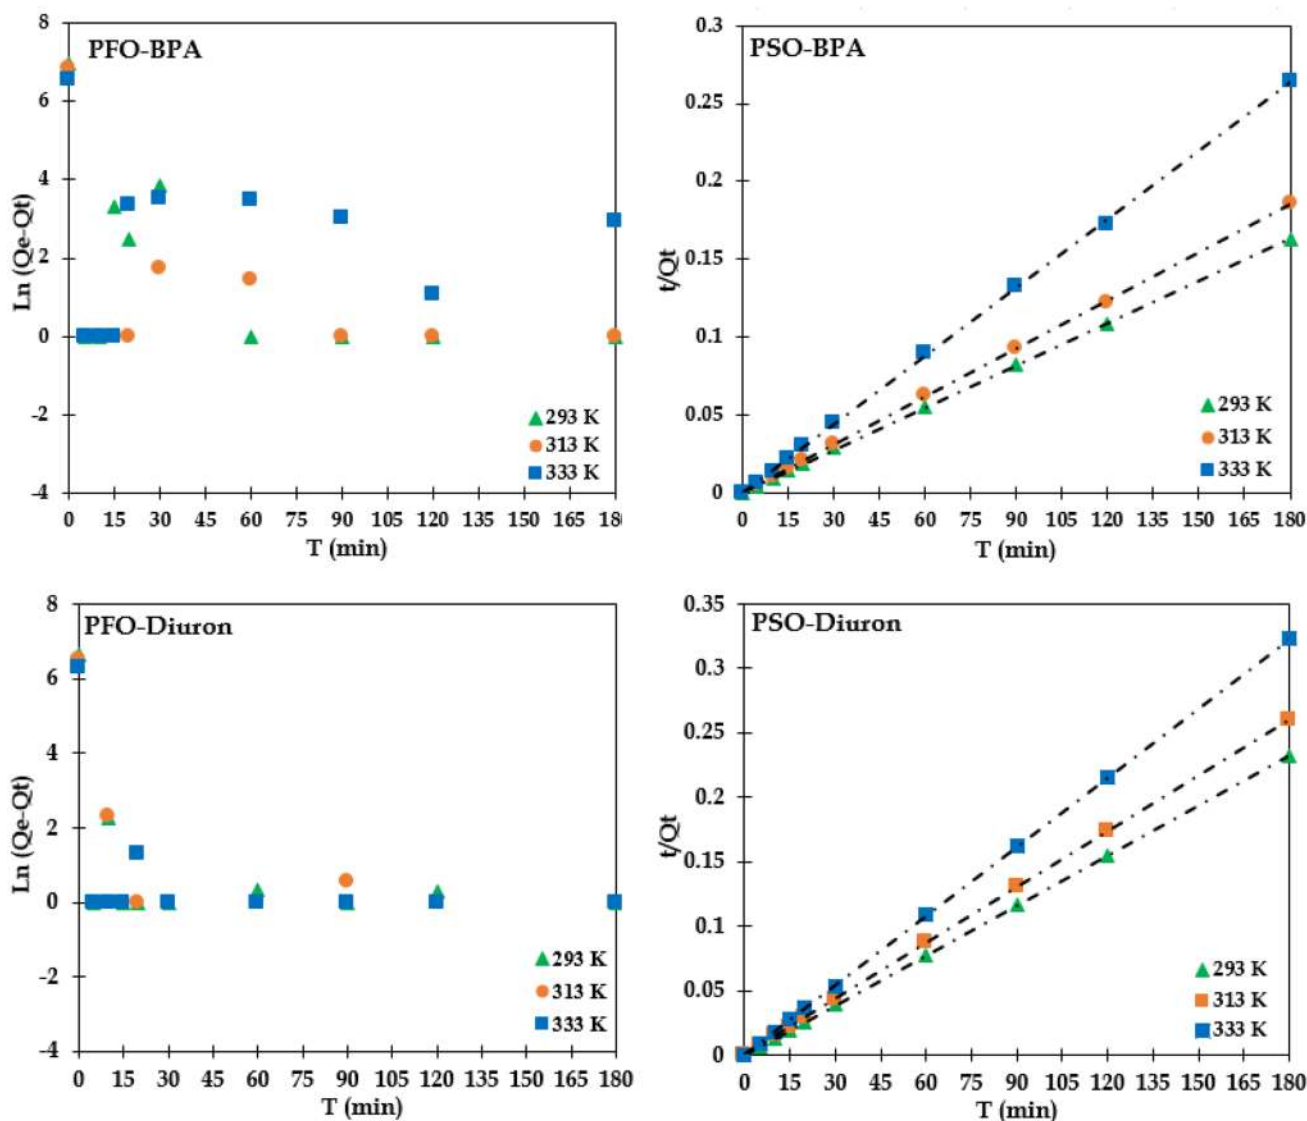 PFO-BPA
8
6
4
2
0
-2
-4
Ln (Qe-Qt)
293 K
313 K
333 K
0 15 30 45 60 75 90 105 120 135 150 165 180
T (min)
PSO-BPA
0.3
0.25
0.2
0.15
0.1
0.05
0
t/Qt
293 K
313 K
333 K
0 15 30 45 60 75 90 105 120 135 150 165 180
T (min)
PFO-Diuron
8
6
4
2
0
-2
-4
Ln (Qe-Qt)
293 K
313 K
333 K
0 15 30 45 60 75 90 105 120 135 150 165 180
T (min)
PSO-Diuron
0.35
0.3
0.25
0.2
0.15
0.1
0.05
0
t/Qt
293 K
313 K
333 K
0 15 30 45 60 75 90 105 120 135 150 165 180
T (min)